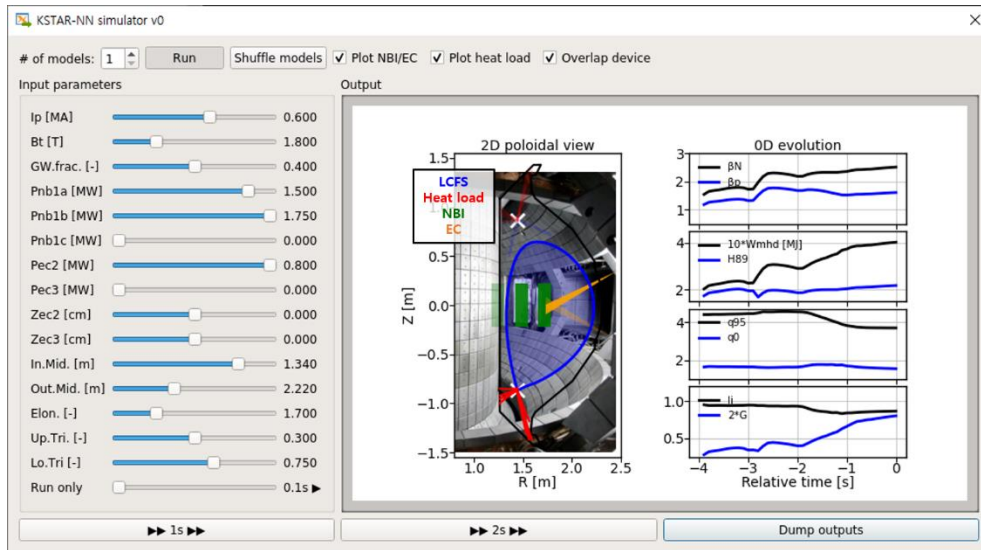 KSTAR-NN simulator v0
# of models: 1 Run Shuffle models Plot NBI/EC Plot heat load Overlap device
Input parameters
Ip [MA] 0.600
Bt [T] 1.800
GW.frac. [-] 0.400
Pnb1a [MW] 1.500
Pnb1b [MW] 1.750
Pnb1c [MW] 0.000
Pec2 [MW] 0.800
Pec3 [MW] 0.000
Zec2 [cm] 0.000
Zec3 [cm] 0.000
In.Mid. [m] 1.340
Out.Mid. [m] 2.220
Elon. [-] 1.700
Up.Tri. [-] 0.300
Lo.Tri [-] 0.750
Run only 0.1s ▶
▶▶ 1s ▶▶
Output
2D poloidal view
LCFS
Heat load
NBI
EC
Z [m]
1.5
0.5
0.0
−0.5
−1.0
−1.5
1.0 1.5 2.0 2.5
R [m]
0D evolution
3
2
1
βN
βp
4
2
10*Wmhd [MJ]
H89
4
2
q95
q0
1.0
0.5
li
2*G
−4 −3 −2 −1 0
Relative time [s]
▶▶ 2s ▶▶
Dump outputs